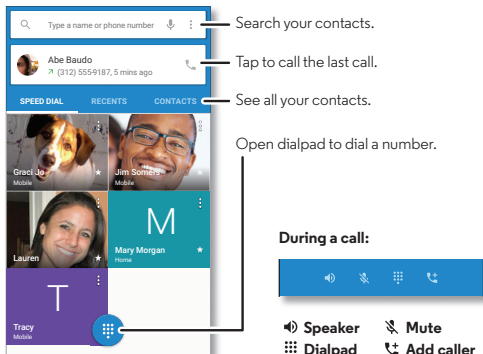 Type a name or phone number
Search your contacts.
Abe Baudo
(312) 555-9187, 5 mins ago
Tap to call the last call.
SPEED DIAL RECENTS CONTACTS
See all your contacts.
Open dialpad to dial a number.
Graci Jo
Mobile
Jim Somers
Mobile
Lauren
M
Mary Morgan
Home
T
Tracy
Mobile
During a call:
Speaker Mute
Dialpad Add caller